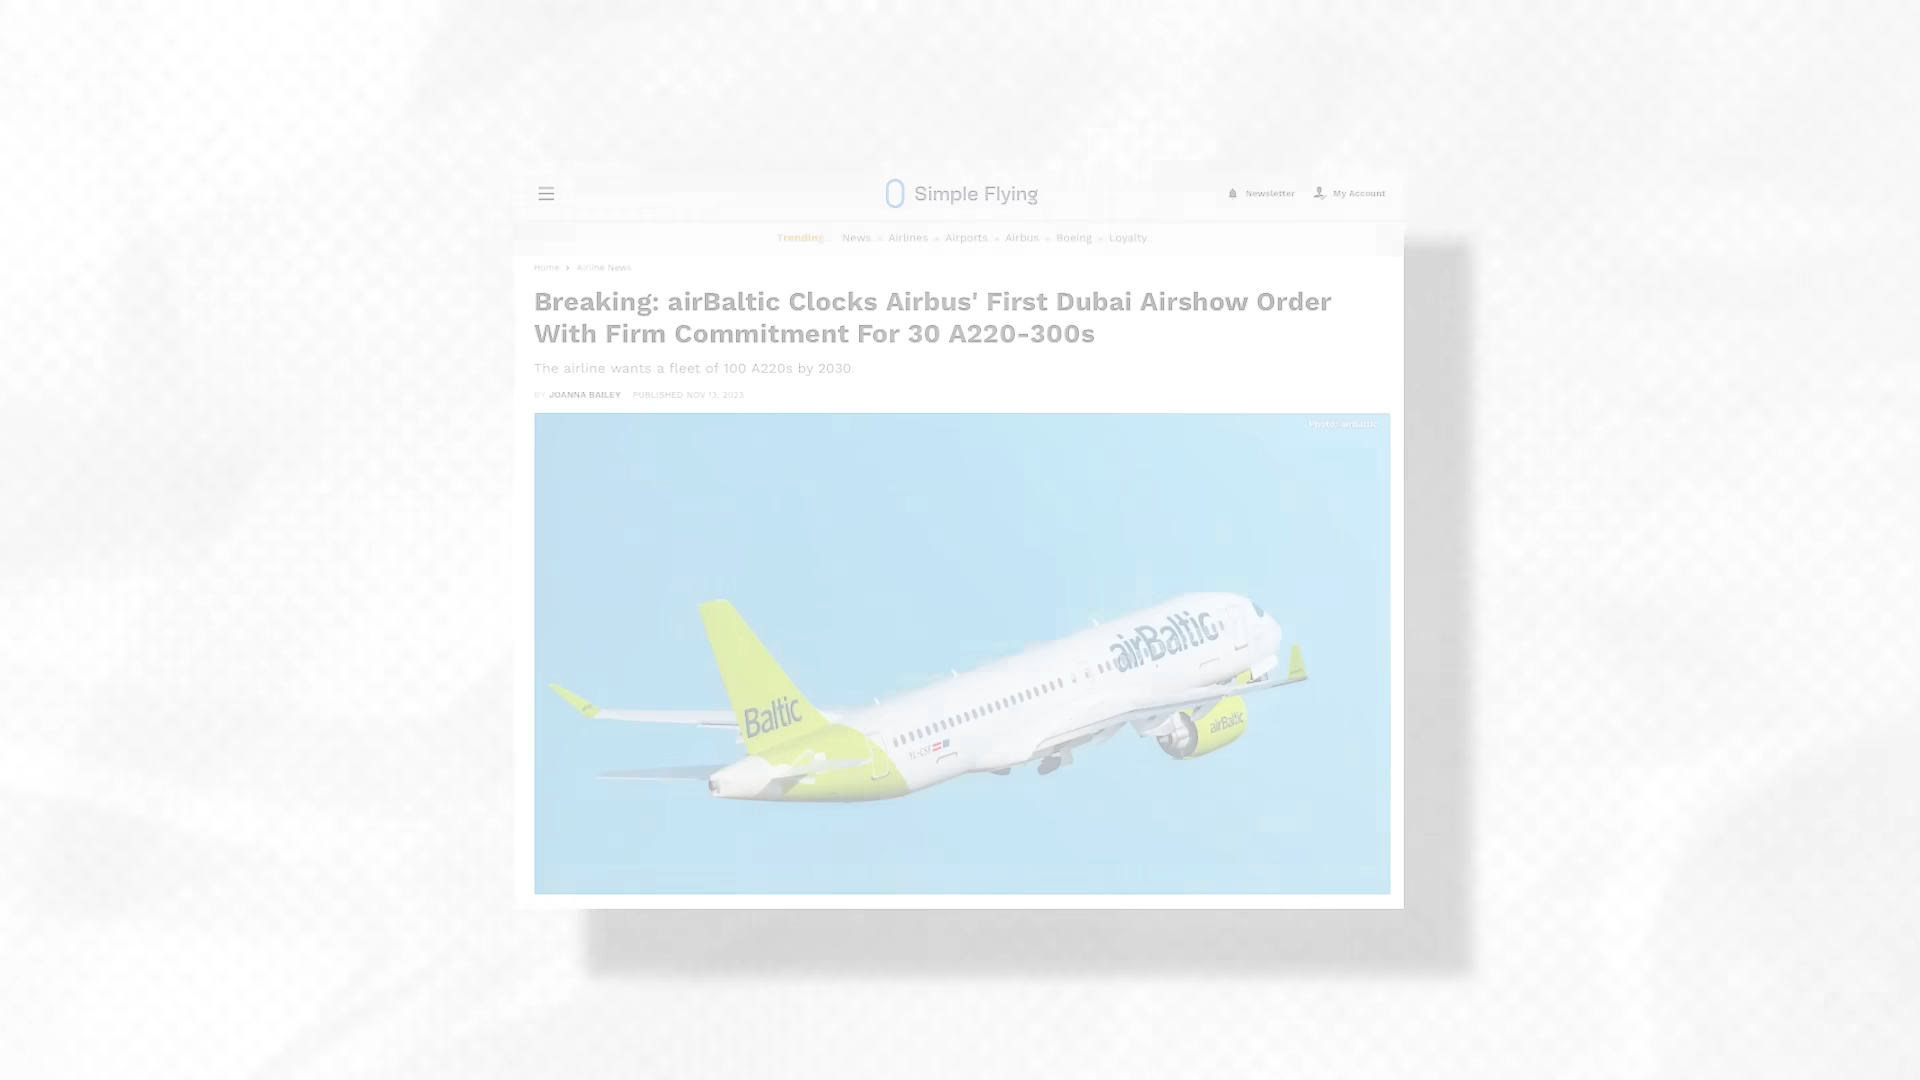 Simple Flying
Newsletter
My Account
Trending
News
Airlines
Airports
Airbus
Boeing
Loyalty
Home
Airline News
Breaking: airBaltic Clocks Airbus' First Dubai Airshow Order
With Firm Commitment For 30 A220-300s
The airline wants a fleet of 100 A220s by 2030.
BY JOANNA BAILEY PUBLISHED NOV 13, 2023
Photo: airBaltic
airBaltic
Baltic
airBaltic
YL-CSF